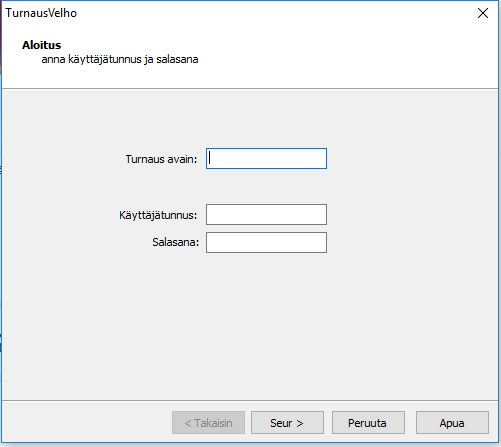 TurnausVelho
Aloitus
anna käyttäjätunnus ja salasana
Turnaus avain:
Käyttäjätunnus:
Salasana:
< Takaisin
Seur >
Peruuta
Apua